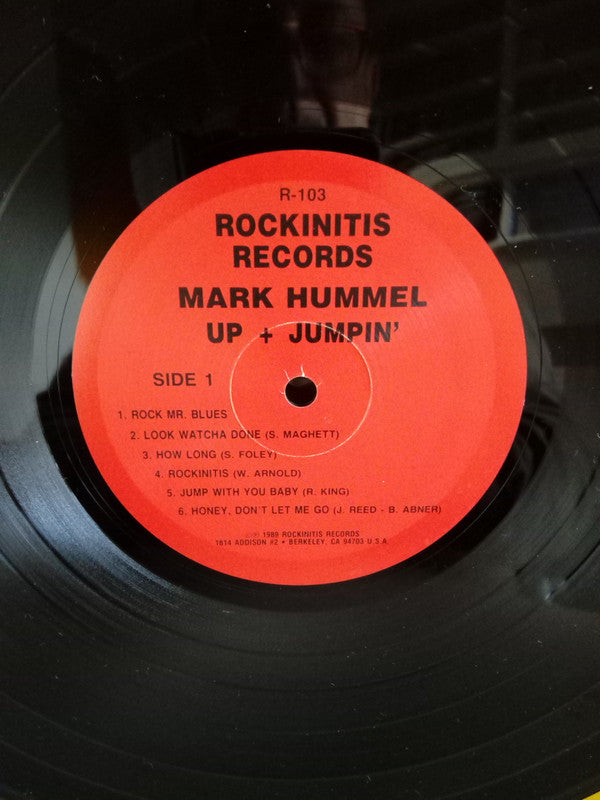 R-103
ROCKINITIS
RECORDS
MARK HUMMEL
UP + JUMPIN'
SIDE 1
1. ROCK MR. BLUES
2. LOOK WATCHA DONE (S. MAGHETT)
3. HOW LONG (S. FOLEY)
4. ROCKINITIS (W. ARNOLD)
5. JUMP WITH YOU BABY (R. KING)
6. HONEY, DON'T LET ME GO (J. REED - B. ABNER)
1989 ROCKINITIS RECORDS
1814 ADDISON #2 • BERKELEY, CA 94703 U.S.A.